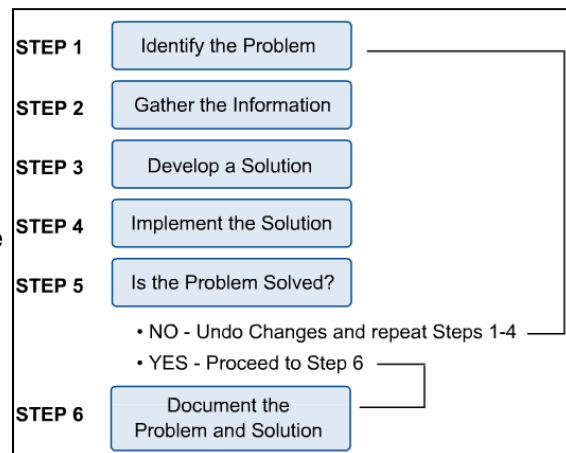 STEP 1 Identify the Problem
STEP 2 Gather the Information
STEP 3 Develop a Solution
STEP 4 Implement the Solution
e
STEP 5 Is the Problem Solved?
• NO - Undo Changes and repeat Steps 1-4
• YES - Proceed to Step 6
STEP 6 Document the
Problem and Solution